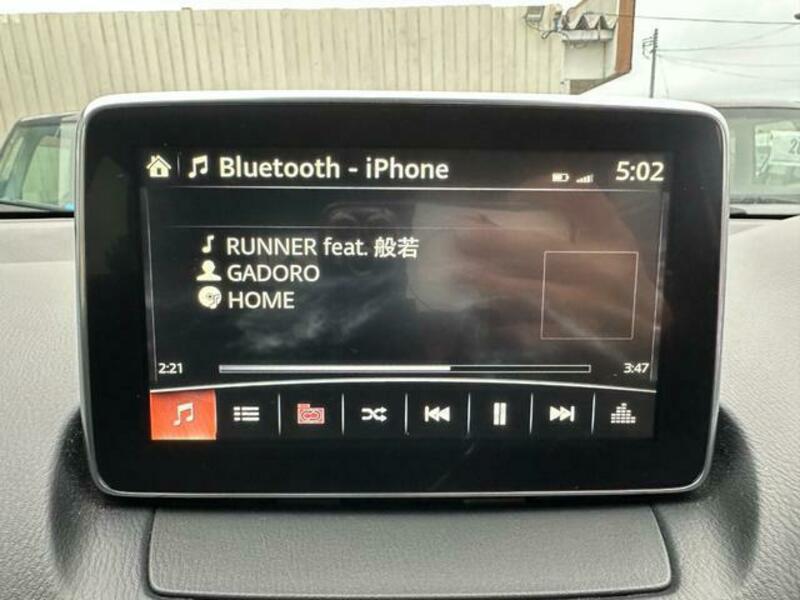 Bluetooth - iPhone
5:02
RUNNER feat. 般若
GADORO
HOME
2:21
3:47